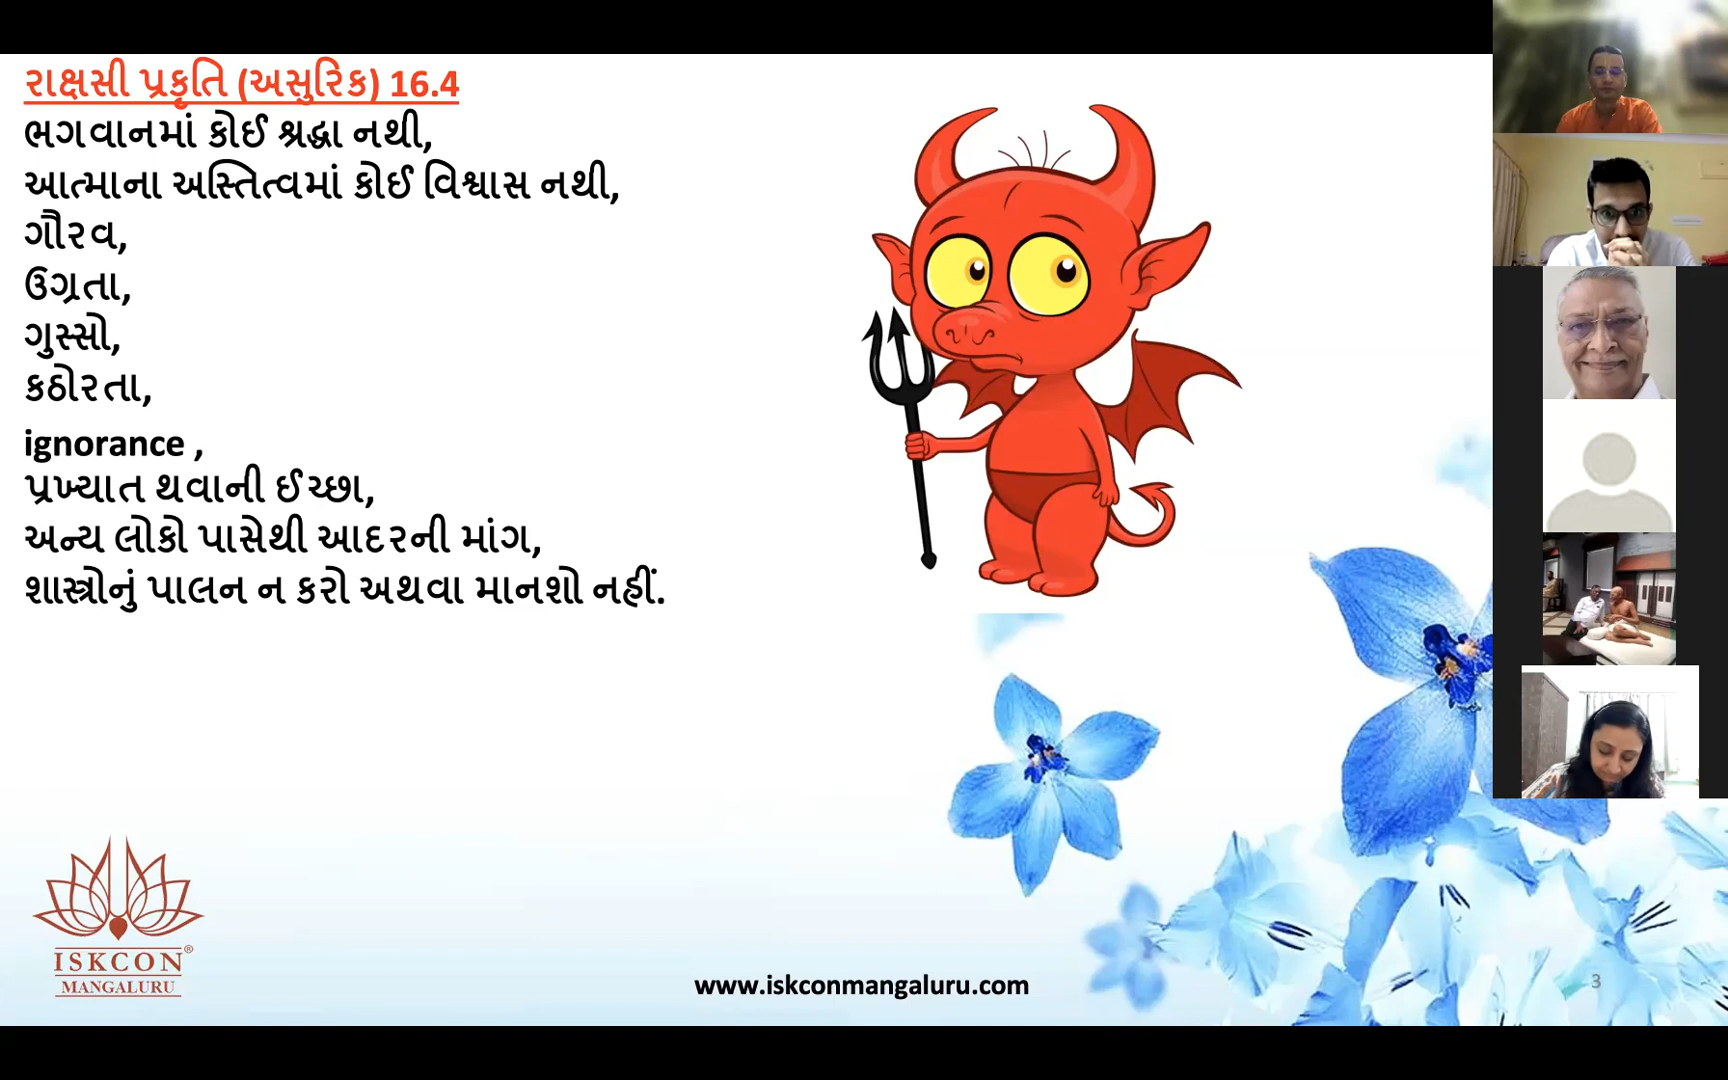 રાક્ષસી પ્રકૃતિ (અસુરિક) 16.4
ભગવાનમાં કોઈ શ્રદ્ધા નથી,
આત્માના અસ્તિત્વમાં કોઈ વિશ્વાસ નથી,
ગૌરવ,
ઉગ્રતા,
ગુસ્સો,
કઠોરતા,
ignorance ,
પ્રખ્યાત થવાની ઈચ્છા,
અન્ય લોકો પાસેથી આદરની માંગ,
શાસ્ત્રોનું પાલન ન કરો અથવા માનશો નહીં.
ISKCON®
MANGALURU
www.iskconmangaluru.com
3